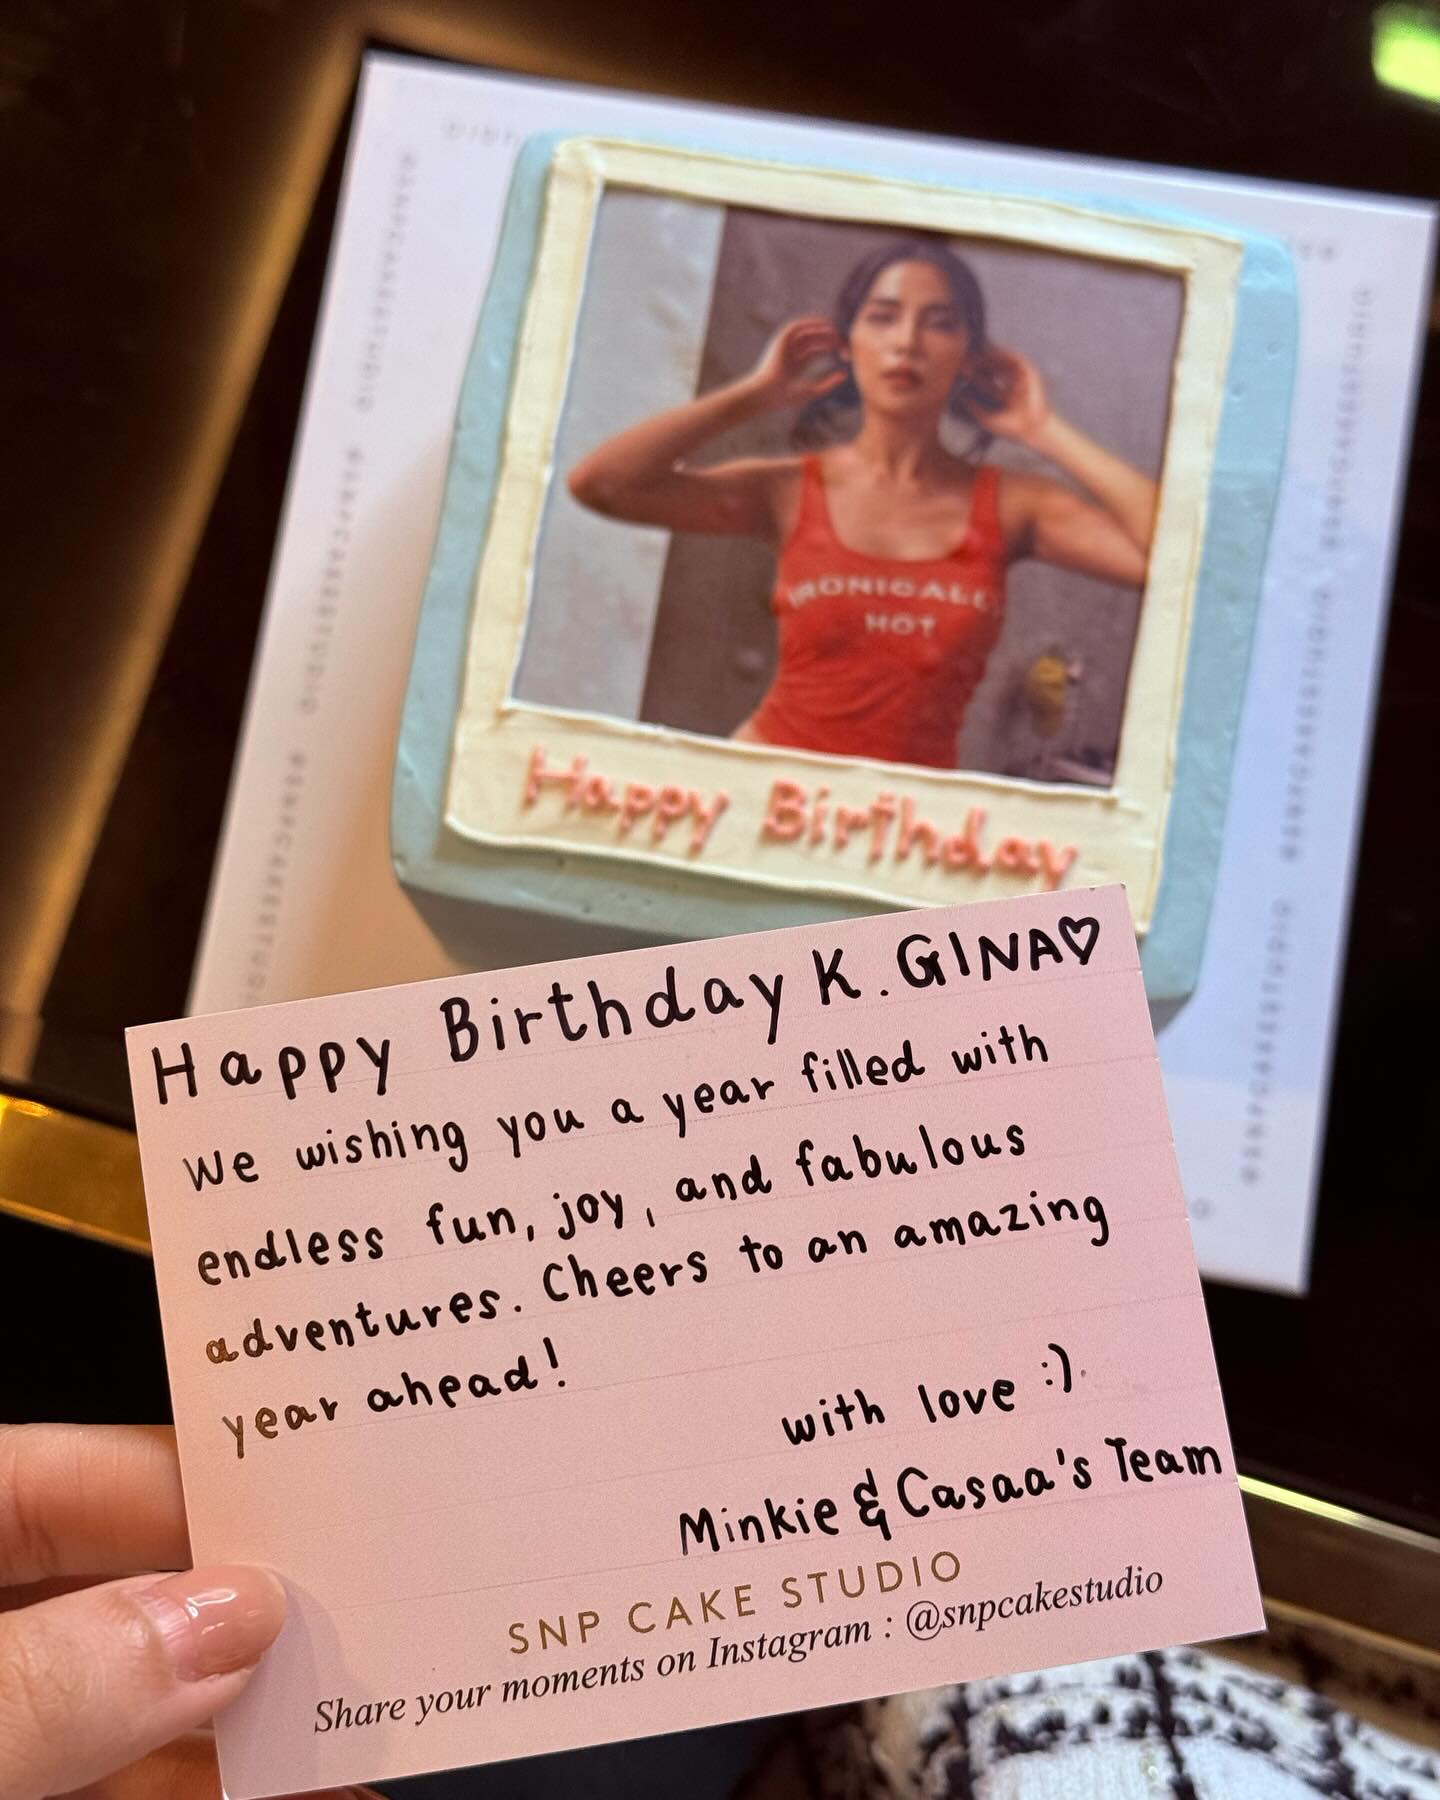 IRONICALLY
HOT
Happy Birthday
Happy Birthday K. GINA♡
We wishing you a year filled with
endless fun, joy, and fabulous
adventures. Cheers to an amazing
year ahead!
with love :).
Minkie & Casaa's Team
SNP CAKE STUDIO
Share your moments on Instagram : @snpcakestudio